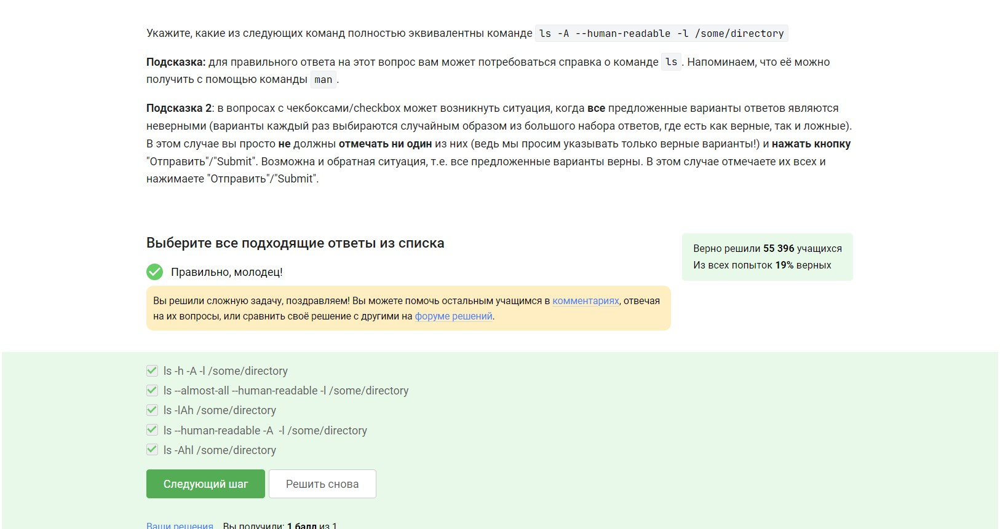 Укажите, какие из следующих команд полностью эквивалентны команде ls -A --human-readable -l /some/directory
Подсказка: для правильного ответа на этот вопрос вам может потребоваться справка о команде ls. Напоминаем, что её можно
получить с помощью команды man.
Подсказка 2: в вопросах с чекбоксами/checkbox может возникнуть ситуация, когда все предложенные варианты ответов являются
неверными (варианты каждый раз выбираются случайным образом из большого набора ответов, где есть как верные, так и ложные).
В этом случае вы просто не должны отмечать ни один из них (ведь мы просим указывать только верные варианты!) и нажать кнопку
"Отправить"/"Submit". Возможна и обратная ситуация, т.е. все предложенные варианты верны. В этом случае отмечаете их всех и
нажимаете "Отправить"/"Submit".
Выберите все подходящие ответы из списка
Верно решили 55 396 учащихся
Из всех попыток 19% верных
Правильно, молодец!
Вы решили сложную задачу, поздравляем! Вы можете помочь остальным учащимся в комментариях, отвечая
на их вопросы, или сравнить своё решение с другими на форуме решений.
ls -h -A -l /some/directory
ls --almost-all --human-readable -l /some/directory
ls -lAh /some/directory
ls --human-readable -A  -l /some/directory
ls -Ahl /some/directory
Следующий шаг
Решить снова
Ваши решения Вы получили: 1 балл из 1